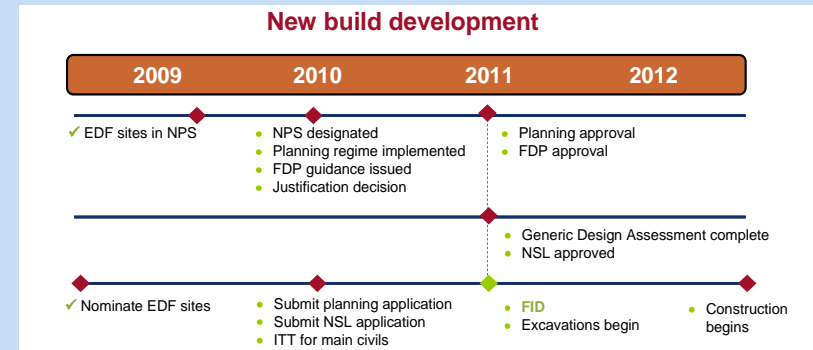 New build development
2009 2010 2011 2012
✓ EDF sites in NPS
• NPS designated
• Planning regime implemented
• FDP guidance issued
• Justification decision
• Planning approval
• FDP approval
• Generic Design Assessment complete
• NSL approved
✓ Nominate EDF sites
• Submit planning application
• Submit NSL application
• ITT for main civils
• FID
• Excavations begin
• Construction
begins